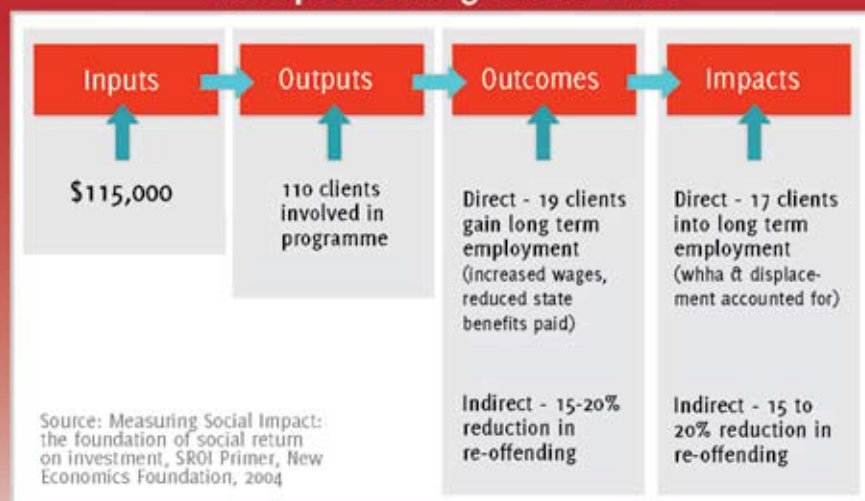 Inputs
Outputs
Outcomes
Impacts
$115,000
110 clients
involved in
programme
Direct - 19 clients
gain long term
employment
(increased wages,
reduced state
benefits paid)
Indirect - 15-20%
reduction in
re-offending
Direct - 17 clients
into long term
employment
(whha & displace-
ment accounted for)
Indirect - 15 to
20% reduction in
re-offending
Source: Measuring Social Impact:
the foundation of social return
on investment, SROI Primer, New
Economics Foundation, 2004